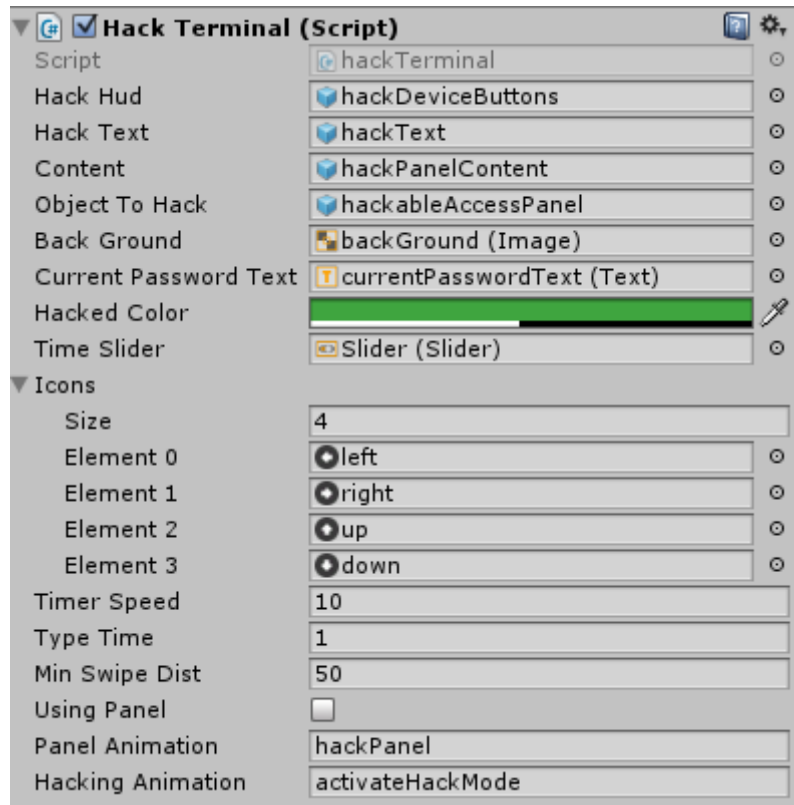 Hack Terminal (Script)
Script hackTerminal
Hack Hud hackDeviceButtons
Hack Text hackText
Content hackPanelContent
Object To Hack hackableAccessPanel
Back Ground backGround (Image)
Current Password Text currentPasswordText (Text)
Hacked Color
Time Slider Slider (Slider)
Icons
Size 4
Element 0 left
Element 1 right
Element 2 up
Element 3 down
Timer Speed 10
Type Time 1
Min Swipe Dist 50
Using Panel
Panel Animation hackPanel
Hacking Animation activateHackMode